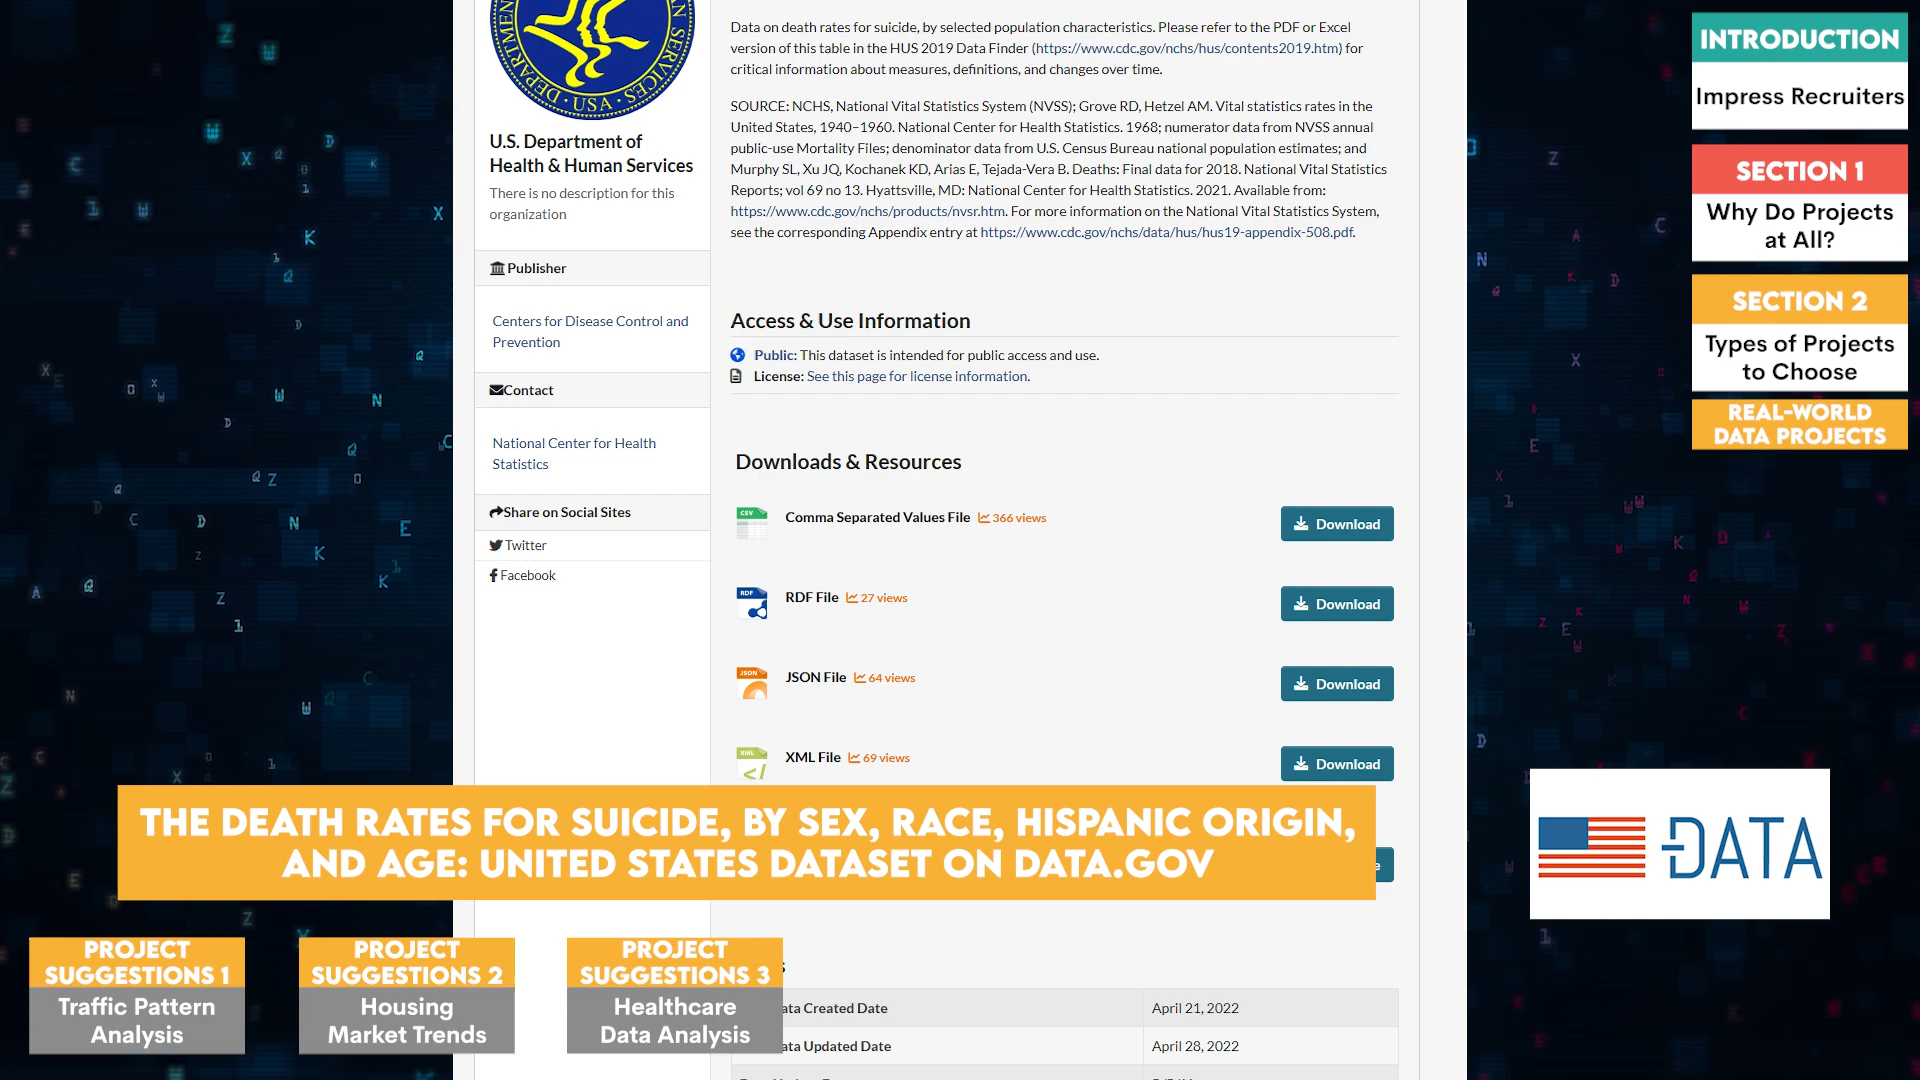 DEPARTMENT
SERVICES
· USA ·
U.S. Department of
Health & Human Services
There is no description for this
organization
Publisher
Centers for Disease Control and
Prevention
Contact
National Center for Health
Statistics
Share on Social Sites
Twitter
Facebook
Data on death rates for suicide, by selected population characteristics. Please refer to the PDF or Excel
version of this table in the HUS 2019 Data Finder (https://www.cdc.gov/nchs/hus/contents2019.htm) for
critical information about measures, definitions, and changes over time.
SOURCE: NCHS, National Vital Statistics System (NVSS); Grove RD, Hetzel AM. Vital statistics rates in the
United States, 1940–1960. National Center for Health Statistics. 1968; numerator data from NVSS annual
public-use Mortality Files; denominator data from U.S. Census Bureau national population estimates; and
Murphy SL, Xu JQ, Kochanek KD, Arias E, Tejada-Vera B. Deaths: Final data for 2018. National Vital Statistics
Reports; vol 69 no 13. Hyattsville, MD: National Center for Health Statistics. 2021. Available from:
https://www.cdc.gov/nchs/products/nvsr.htm. For more information on the National Vital Statistics System,
see the corresponding Appendix entry at https://www.cdc.gov/nchs/data/hus/hus19-appendix-508.pdf.
Access & Use Information
Public: This dataset is intended for public access and use.
License: See this page for license information.
Downloads & Resources
CSV Comma Separated Values File 366 views Download
RDF RDF File 27 views Download
JSON JSON File 64 views Download
XML XML File 69 views Download
THE DEATH RATES FOR SUICIDE, BY SEX, RACE, HISPANIC ORIGIN,
AND AGE: UNITED STATES DATASET ON DATA.GOV
ata Created Date April 21, 2022
ata Updated Date April 28, 2022
PROJECT
SUGGESTIONS 1
Traffic Pattern
Analysis
PROJECT
SUGGESTIONS 2
Housing
Market Trends
PROJECT
SUGGESTIONS 3
Healthcare
Data Analysis
INTRODUCTION
Impress Recruiters
SECTION 1
Why Do Projects
at All?
SECTION 2
Types of Projects
to Choose
REAL-WORLD
DATA PROJECTS
DATA